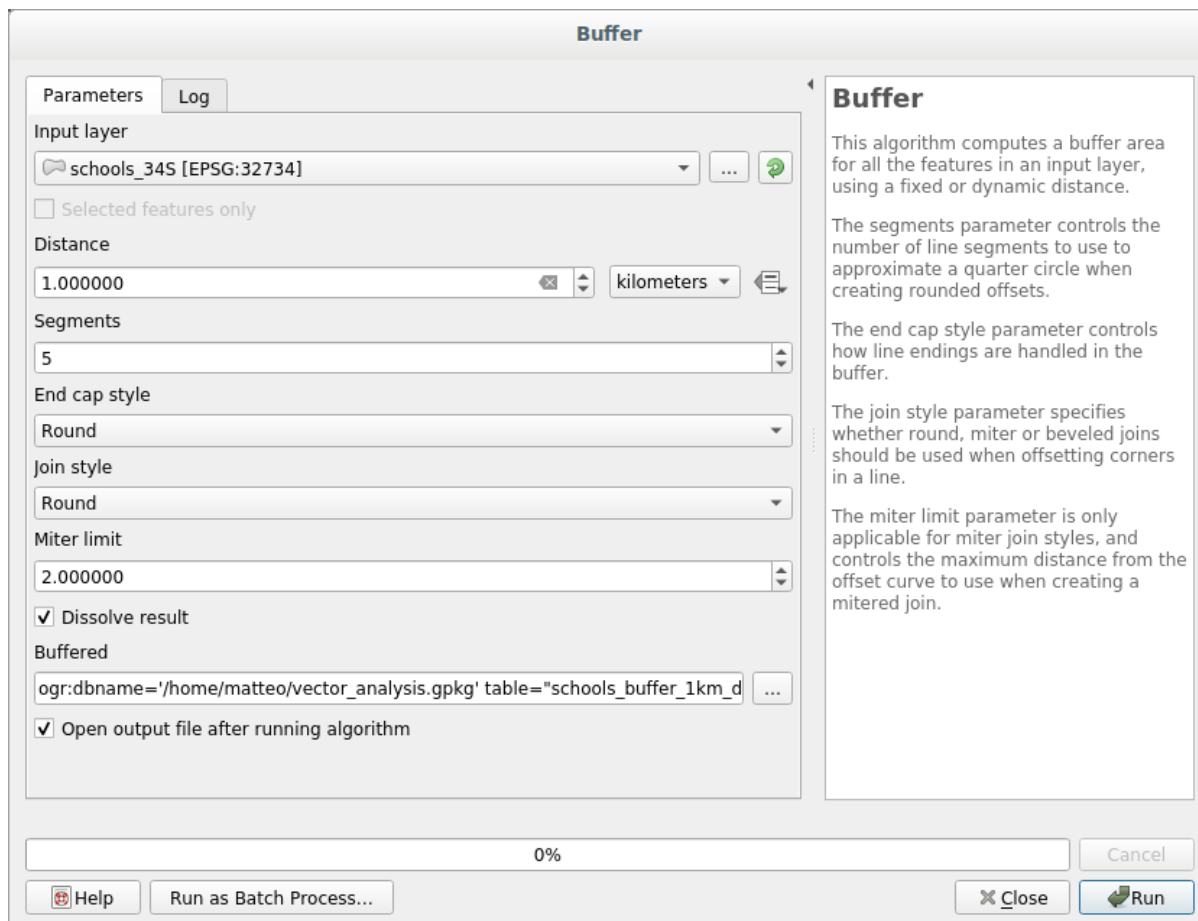 Buffer
Parameters
Log
Input layer
schools_34S [EPSG:32734]
...
Selected features only
Distance
1.000000
kilometers
Segments
5
End cap style
Round
Join style
Round
Miter limit
2.000000
Dissolve result
Buffered
ogr:dbname='/home/matteo/vector_analysis.gpkg' table="schools_buffer_1km_d
...
Open output file after running algorithm
Buffer
This algorithm computes a buffer area
for all the features in an input layer,
using a fixed or dynamic distance.
The segments parameter controls the
number of line segments to use to
approximate a quarter circle when
creating rounded offsets.
The end cap style parameter controls
how line endings are handled in the
buffer.
The join style parameter specifies
whether round, miter or beveled joins
should be used when offsetting corners
in a line.
The miter limit parameter is only
applicable for miter join styles, and
controls the maximum distance from the
offset curve to use when creating a
mitered join.
0%
Cancel
Help
Run as Batch Process...
Close
Run